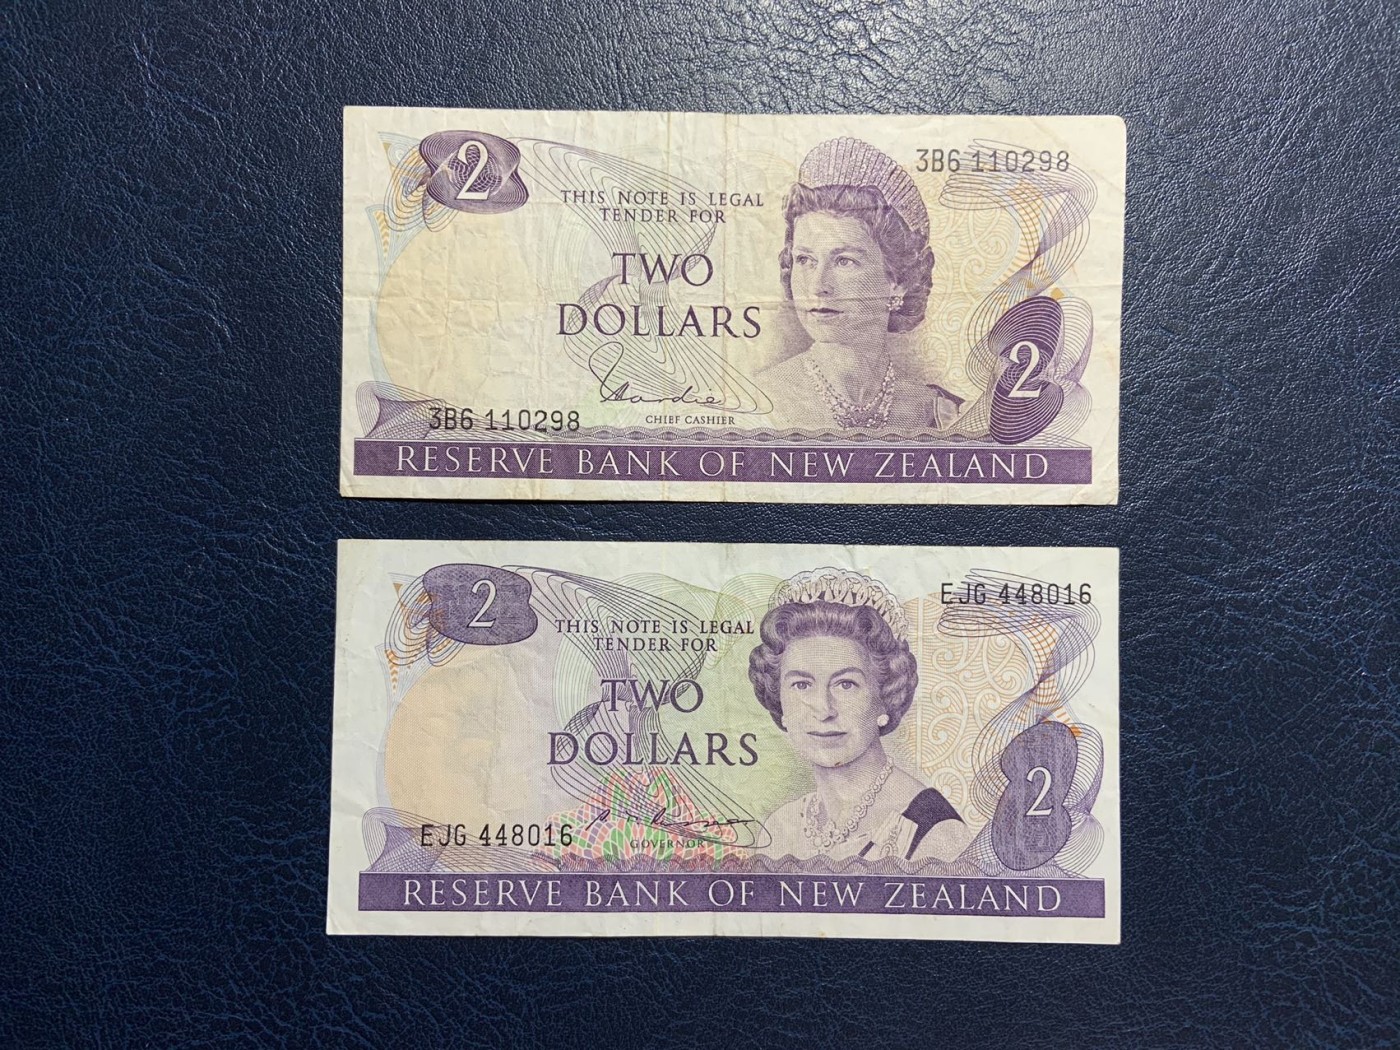 2
3B6 110298
THIS NOTE IS LEGAL
TENDER FOR
TWO
DOLLARS
2
Hardie
CHIEF CASHIER
3B6 110298
RESERVE BANK OF NEW ZEALAND
2
EJG 448016
THIS NOTE IS LEGAL
TENDER FOR
TWO
DOLLARS
2
EJG 448016
GOVERNOR
RESERVE BANK OF NEW ZEALAND